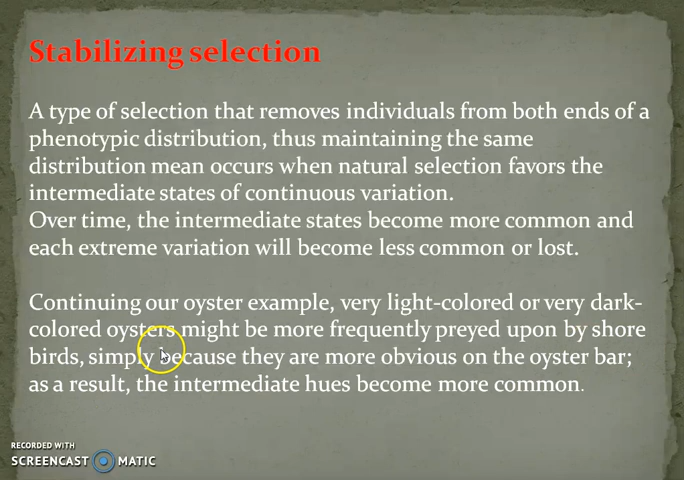 Stabilizing selection
A type of selection that removes individuals from both ends of a
phenotypic distribution, thus maintaining the same
distribution mean occurs when natural selection favors the
intermediate states of continuous variation.
Over time, the intermediate states become more common and
each extreme variation will become less common or lost.
Continuing our oyster example, very light-colored or very dark-
colored oysters might be more frequently preyed upon by shore
birds, simply because they are more obvious on the oyster bar;
as a result, the intermediate hues become more common.
RECORDED WITH
SCREENCAST MATIC